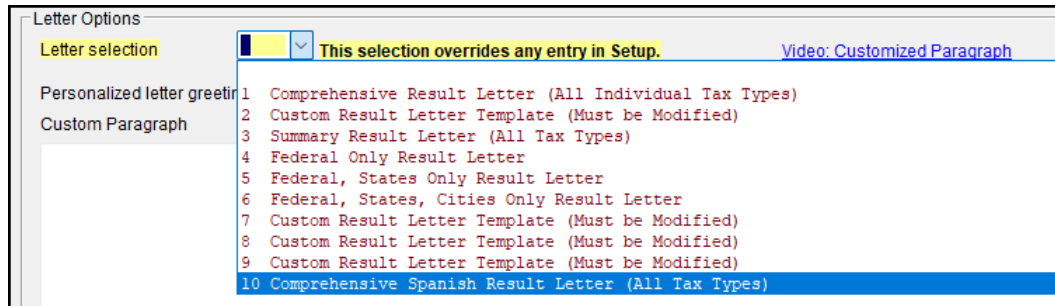 Letter Options
Letter selection This selection overrides any entry in Setup. Video: Customized Paragraph
Personalized letter greetin
1 Comprehensive Result Letter (All Individual Tax Types)
Custom Paragraph
2 Custom Result Letter Template (Must be Modified)
3 Summary Result Letter (All Tax Types)
4 Federal Only Result Letter
5 Federal, States Only Result Letter
6 Federal, States, Cities Only Result Letter
7 Custom Result Letter Template (Must be Modified)
8 Custom Result Letter Template (Must be Modified)
9 Custom Result Letter Template (Must be Modified)
10 Comprehensive Spanish Result Letter (All Tax Types)